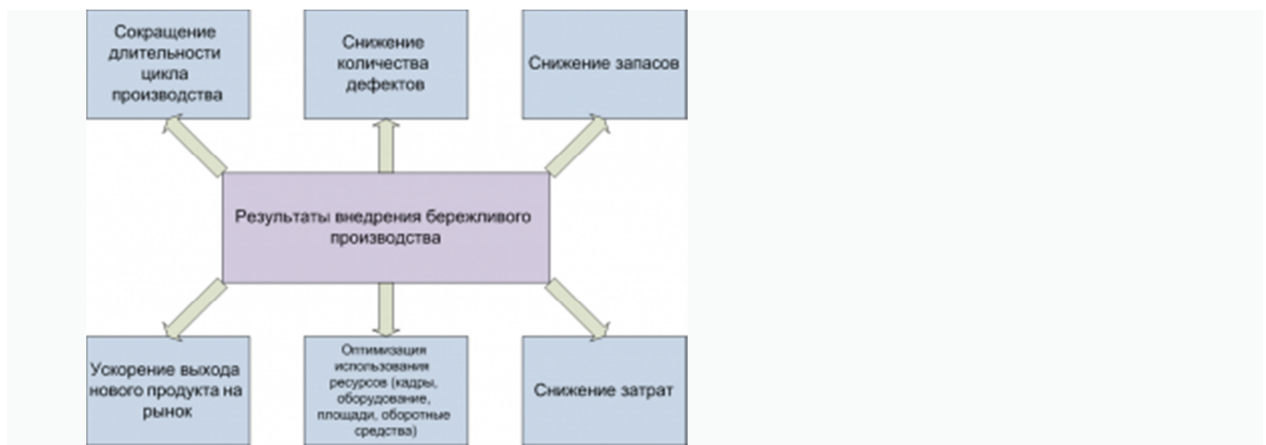 Сокращение
длительности
цикла
производства
Снижение
количества
дефектов
Снижение запасов
Результаты внедрения бережливого
производства
Ускорение выхода
нового продукта на
рынок
Оптимизация
использования
ресурсов (кадры,
оборудование,
площади, оборотные
средства)
Снижение затрат